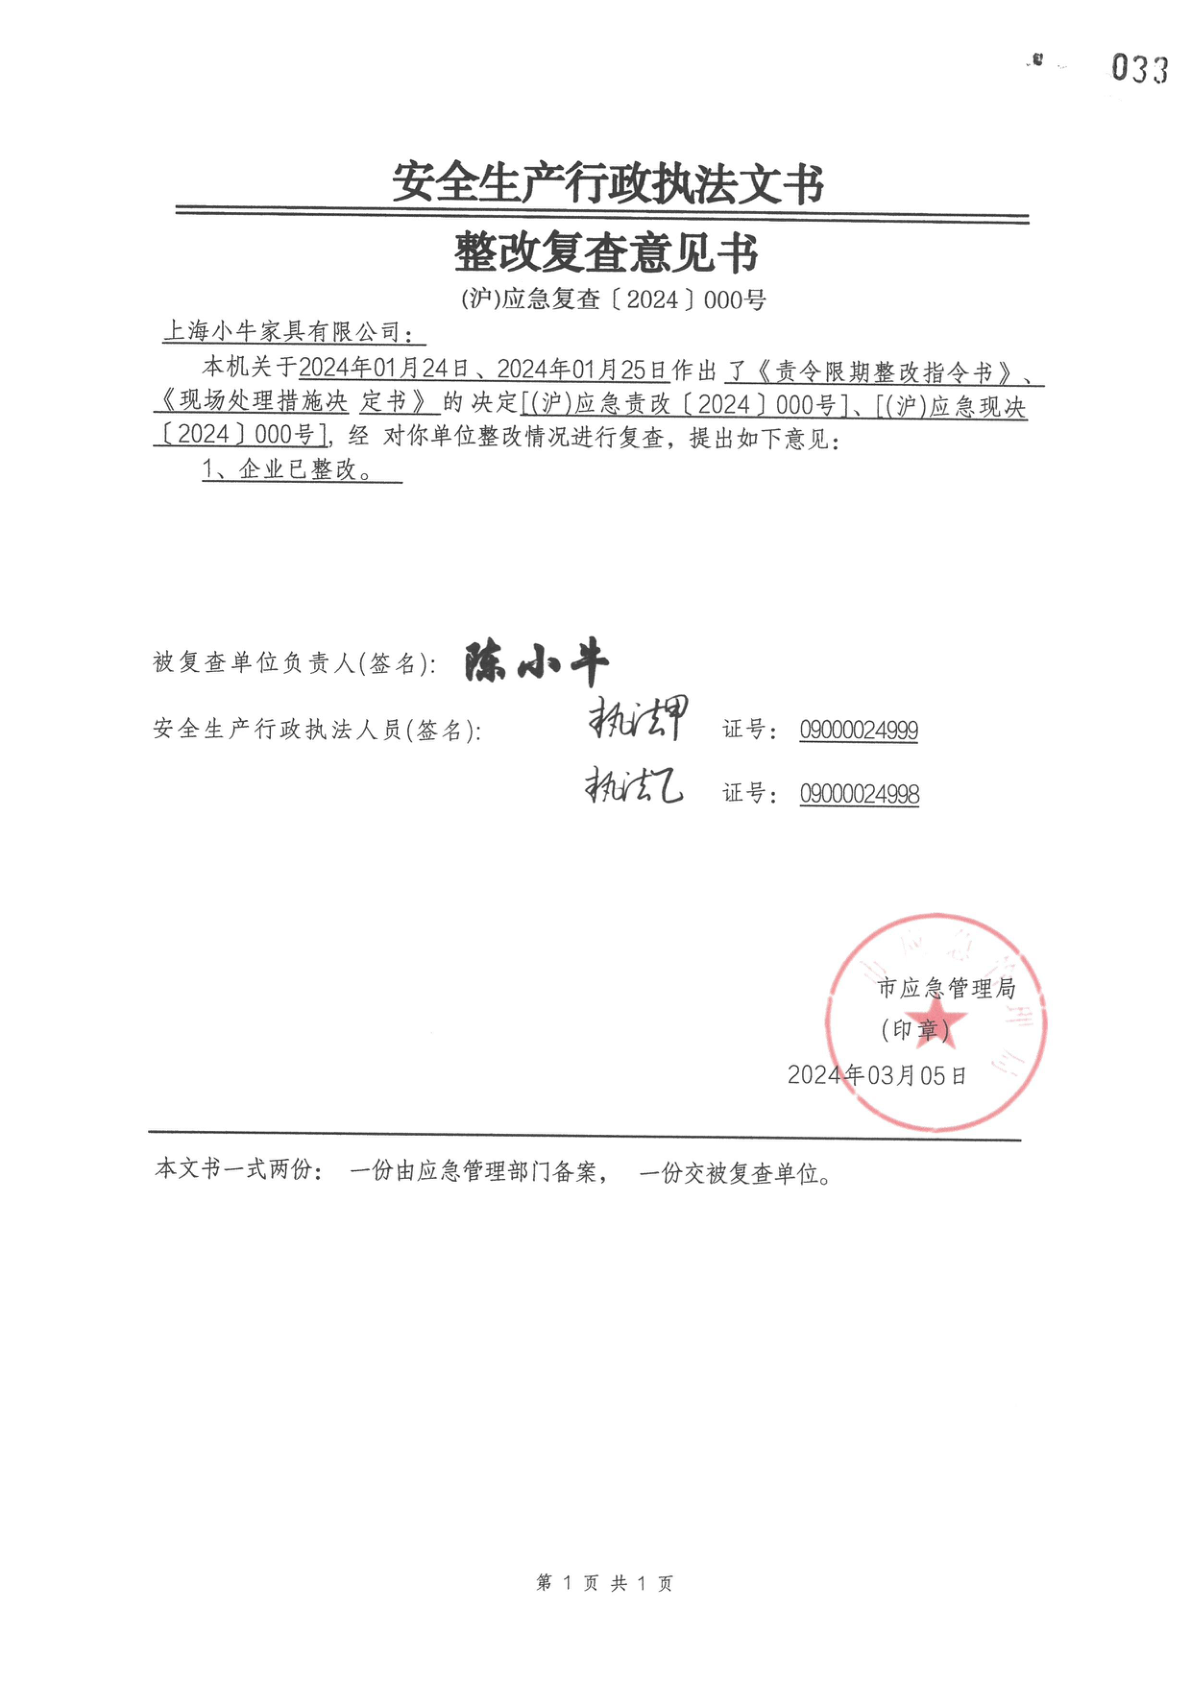 033
安全生产行政执法文书
整改复查意见书
(沪)应急复查〔2024〕000号
上海小牛家具有限公司:
本机关于2024年01月24日、2024年01月25日作出 了《责令限期整改指令书》、
《现场处理措施决 定书》 的 决定[(沪)应急责改〔2024〕000号]、[(沪)应急现决
〔2024〕000号], 经 对你单位整改情况进行复查, 提出如下意见:
1、企业已整改。
被复查单位负责人(签名): 陈小牛
安全生产行政执法人员(签名): 执法甲 证号: 09000024999
执法乙 证号: 09000024998
市应急管理局
市应急管理局
(印章)
2024年03月05日
本文书一式两份: 一份由应急管理部门备案, 一份交被复查单位。
第 1 页 共 1 页